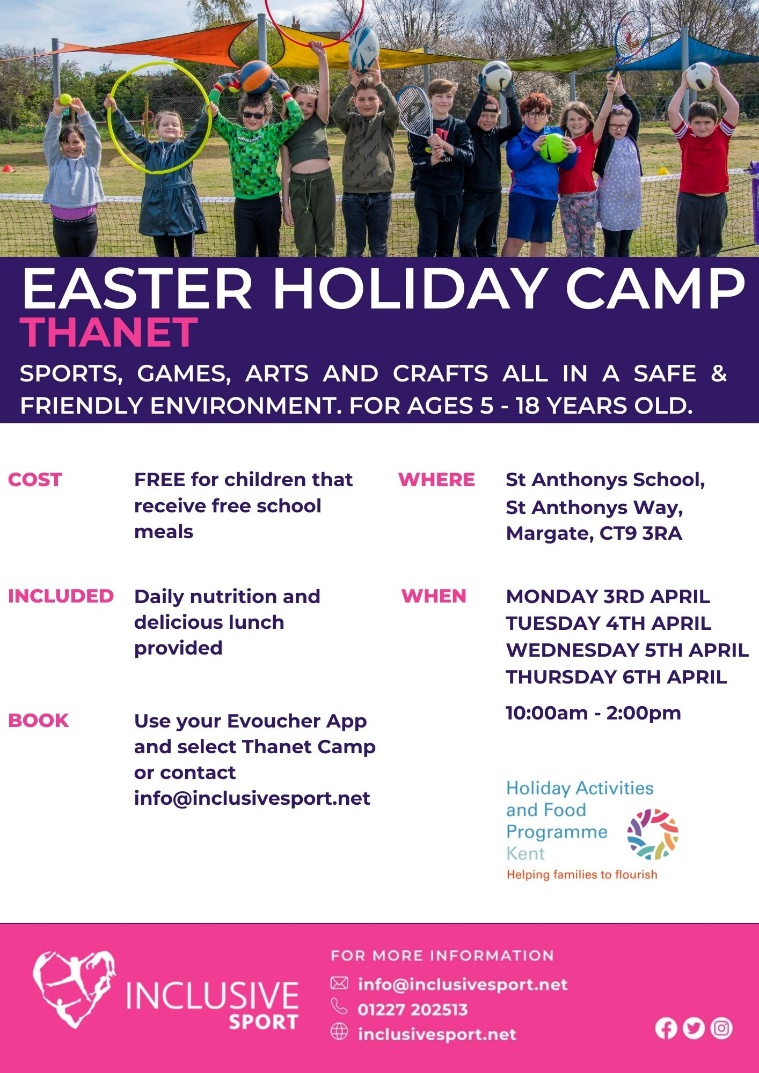 EASTER HOLIDAY CAMP
THANET
SPORTS, GAMES, ARTS AND CRAFTS ALL IN A SAFE &
FRIENDLY ENVIRONMENT. FOR AGES 5 - 18 YEARS OLD.
COST
FREE for children that
receive free school
meals
WHERE
St Anthonys School,
St Anthonys Way,
Margate, CT9 3RA
INCLUDED
Daily nutrition and
delicious lunch
provided
WHEN
MONDAY 3RD APRIL
TUESDAY 4TH APRIL
WEDNESDAY 5TH APRIL
THURSDAY 6TH APRIL
10:00am - 2:00pm
BOOK
Use your Evoucher App
and select Thanet Camp
or contact
info@inclusivesport.net
Holiday Activities
and Food
Programme
Kent
Helping families to flourish
INCLUSIVE
SPORT
FOR MORE INFORMATION
info@inclusivesport.net
01227 202513
inclusivesport.net